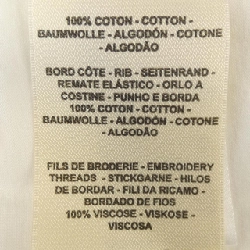 100% COTON - COTTON -
BAUMWOLLE - ALGODÓN - COTONE
- ALGODÃO
BORD CÔTE - RIB - SEITENRAND -
REMATE ELÁSTICO - ORLO A
COSTINE - PUNHO E BORDA
100% COTON - COTTON -
BAUMWOLLE - ALGODÓN - COTONE
- ALGODÃO
FILS DE BRODERIE - EMBROIDERY
THREADS - STICKGARNE - HILOS
DE BORDAR - FILI DA RICAMO -
BORDADO DE FIOS
100% VISCOSE - VISKOSE -
VISCOSA